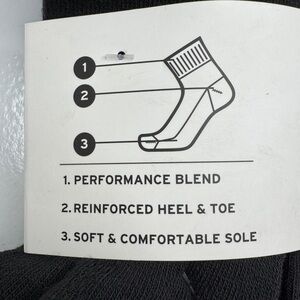 1
2
3
1. PERFORMANCE BLEND
2. REINFORCED HEEL & TOE
3. SOFT & COMFORTABLE SOLE